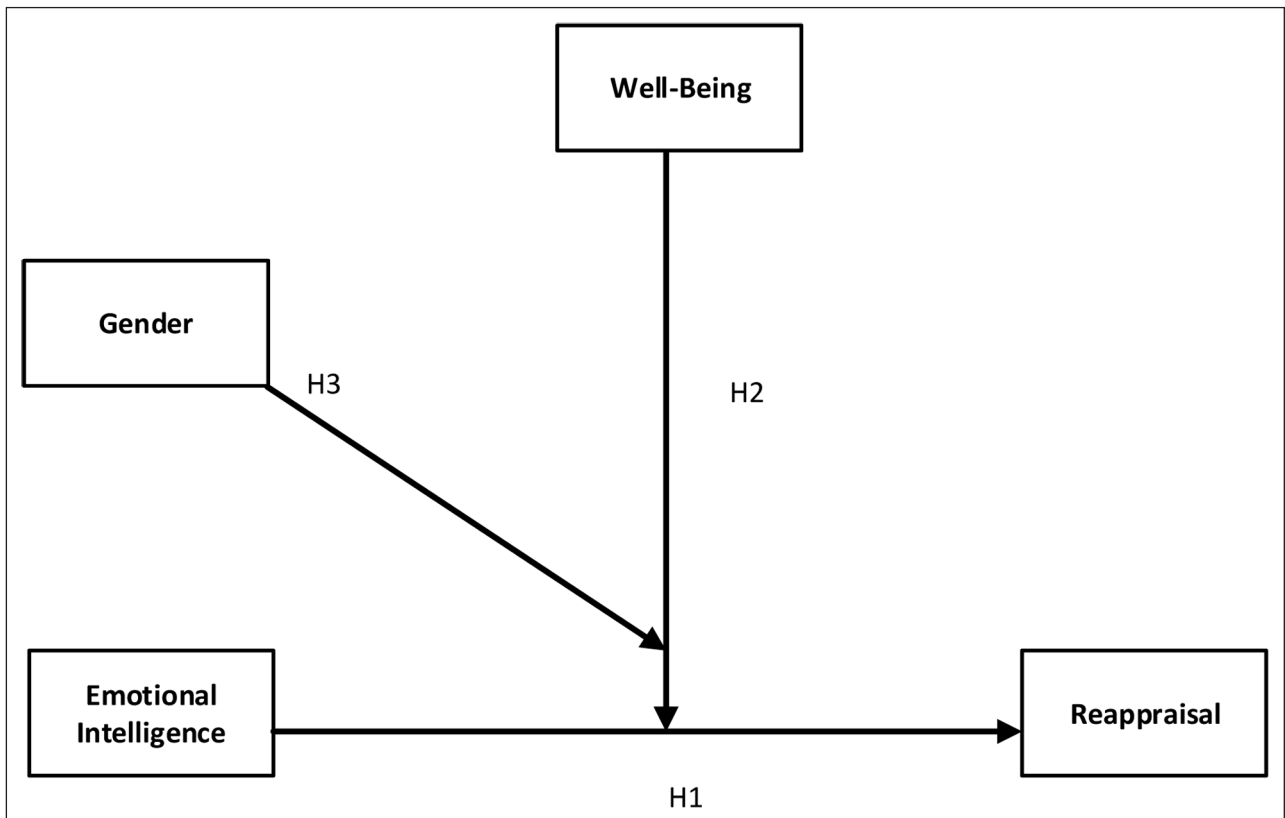 Well-Being
Gender
H3
H2
Emotional
Intelligence
Reappraisal
H1